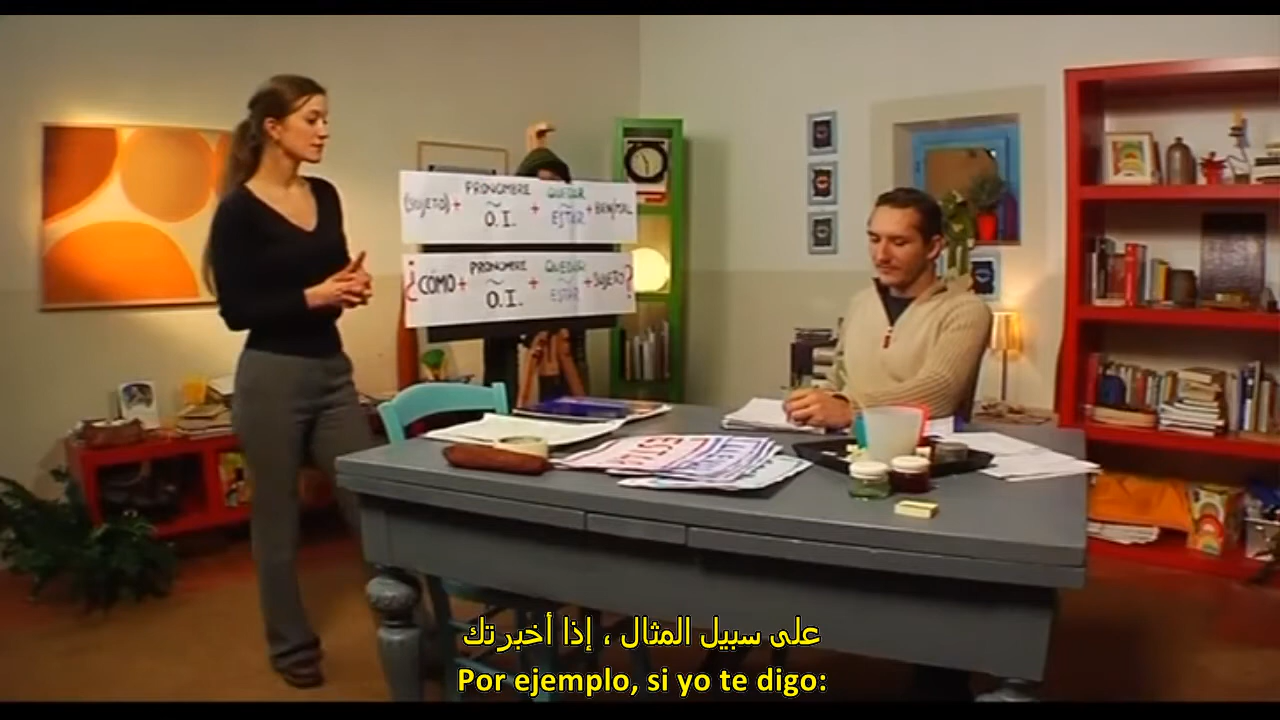 (SUJETO) + PRONOMBRE O.I. + QUEDAR ESTAR + BIEN/MAL
¿CÓMO + PRONOMBRE O.I. + QUEDAR ESTAR + SUJETO?
ESTAR
على سبيل المثال ، إذا أخبرتك
Por ejemplo, si yo te digo: